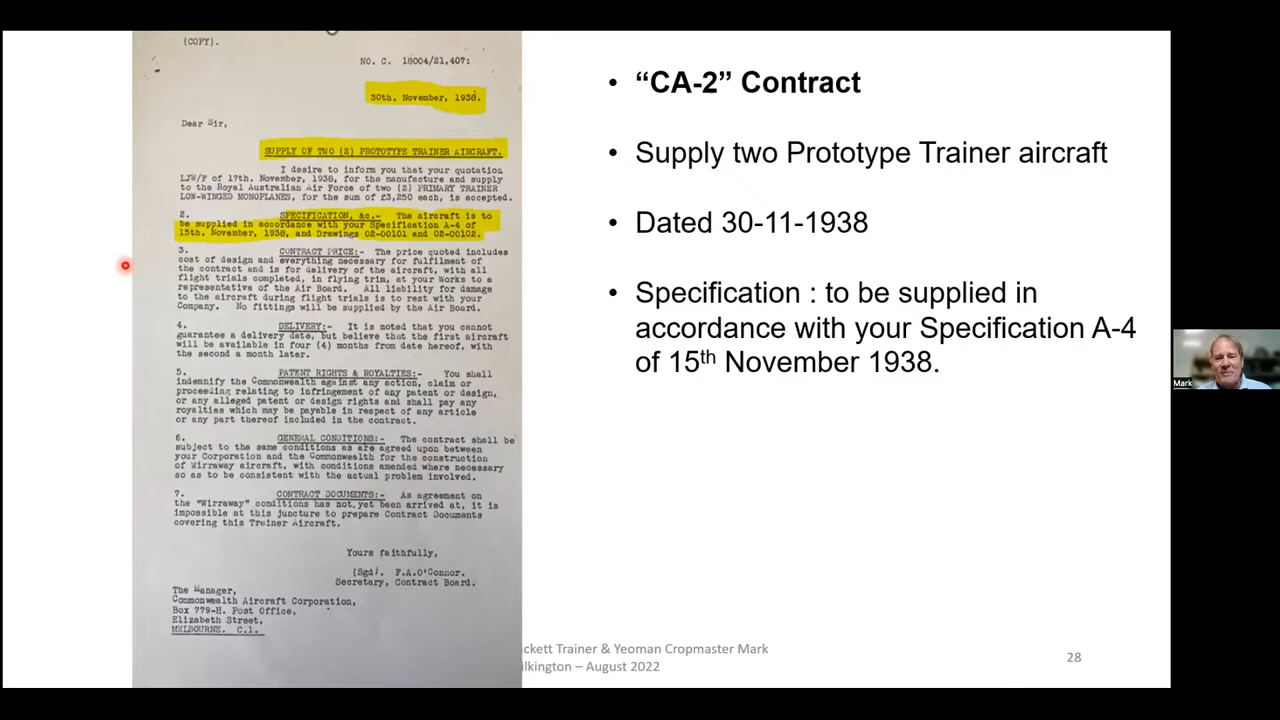 (COPY).
NO. C. 18004/21,407:
30th. November, 1938.
Dear Sir,
SUPPLY OF TWO (2) PROTOTYPE TRAINER AIRCRAFT.
I desire to inform you that your quotation
LJW/F of 17th. November, 1938, for the manufacture and supply
to the Royal Australian Air Force of two (2) PRIMARY TRAINER
LOW-WINGED MONOPLANES, for the sum of £3,250 each, is accepted.
2. SPECIFICATION, &c.- The aircraft is to
be supplied in accordance with your Specification A-4 of
15th. November, 1938, and Drawings 02-00101 and 02-00102.
3. CONTRACT PRICE:- The price quoted includes
cost of design and everything necessary for fulfilment of
the contract and is for delivery of the aircraft, with all
flight trials completed, in flying trim, at your Works to a
representative of the Air Board. All liability for damage
to the aircraft during flight trials is to rest with your
Company. No fittings will be supplied by the Air Board.
4. DELIVERY:- It is noted that you cannot
guarantee a delivery date, but believe that the first aircraft
will be available in four (4) months from date hereof, with
the second a month later.
5. PATENT RIGHTS & ROYALTIES:- You shall
indemnify the Commonwealth against any action, claim or
proceeding relating to infringement of any patent or design,
or any alleged patent or design rights and shall pay any
royalties which may be payable in respect of any article
or any part thereof included in the contract.
6. GENERAL CONDITIONS:- The contract shall be
subject to the same conditions as are agreed upon between
your Corporation and the Commonwealth for the construction
of Wirraway aircraft, with conditions amended where necessary
so as to be consistent with the actual problem involved.
7. CONTRACT DOCUMENTS:- As agreement on
the "Wirraway" conditions has not yet been arrived at, it is
impossible at this juncture to prepare Contract Documents
covering this Trainer Aircraft.
Yours faithfully,
(Sgd). F.A.O'Connor.
Secretary, Contract Board.
The Manager,
Commonwealth Aircraft Corporation,
Box 779-H. Post Office,
Elizabeth Street,
MELBOURNE. C.1.
• “CA-2” Contract
• Supply two Prototype Trainer aircraft
• Dated 30-11-1938
• Specification : to be supplied in
accordance with your Specification A-4
of 15th November 1938.
ckett Trainer & Yeoman Cropmaster Mark
ilkington – August 2022
28
Mark